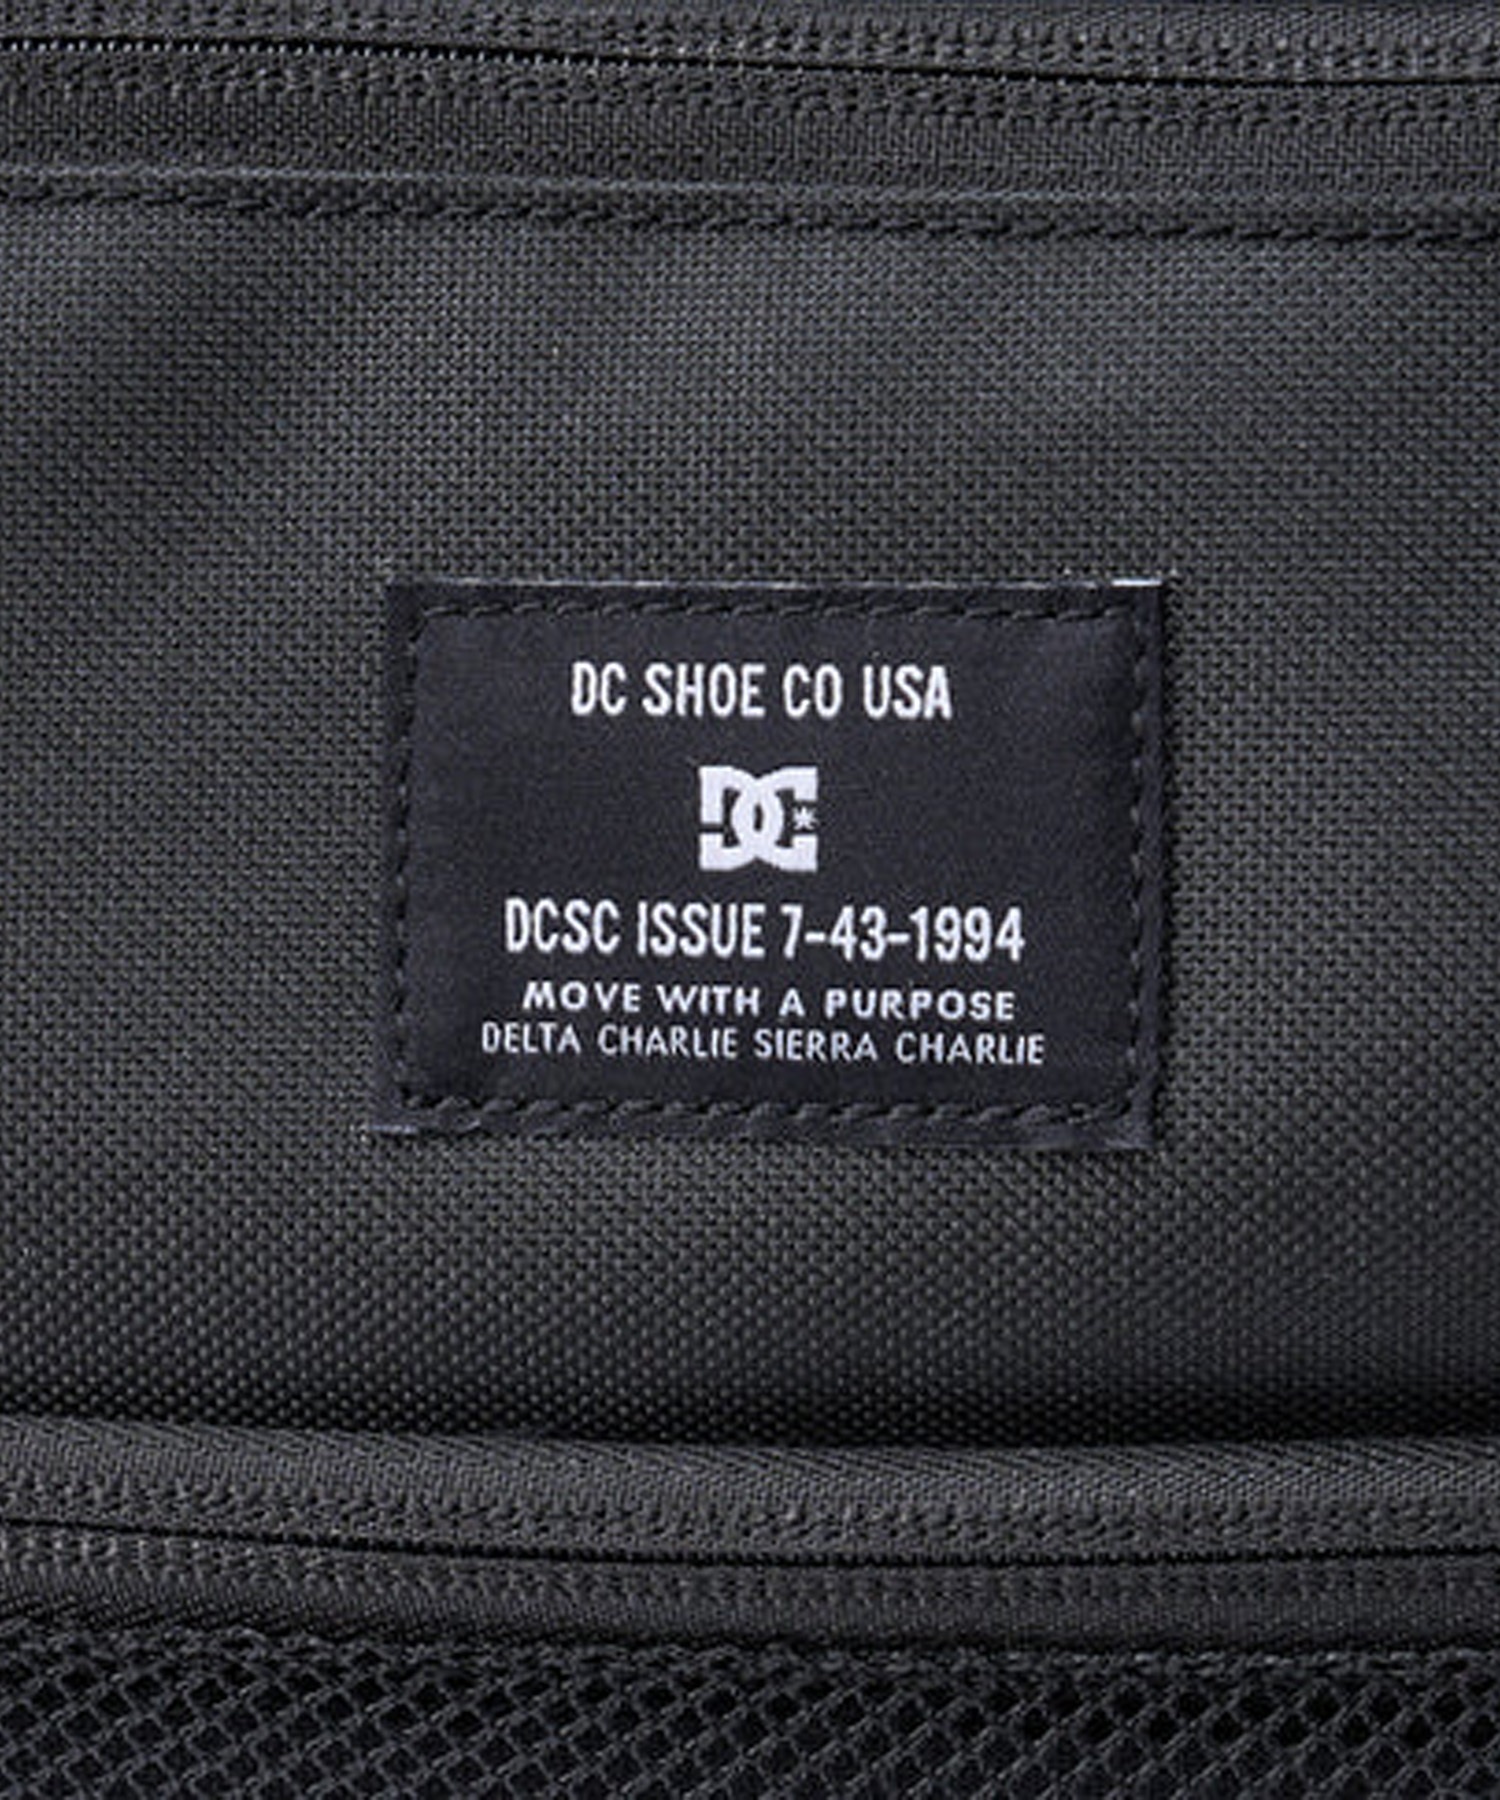 DC SHOE CO USA
DC
DCSC ISSUE 7-43-1994
MOVE WITH A PURPOSE
DELTA CHARLIE SIERRA CHARLIE